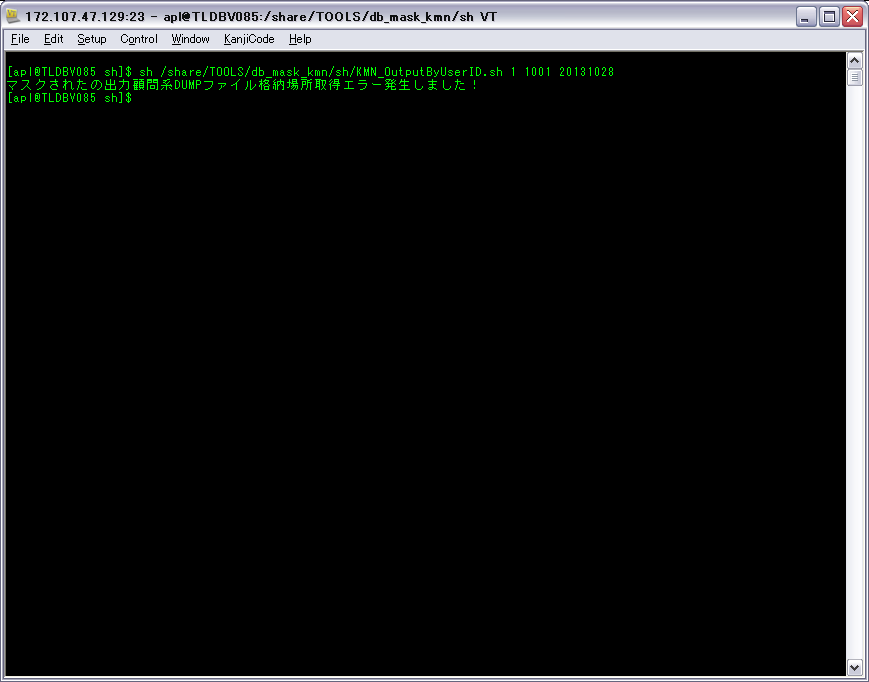 172.107.47.129:23 - apl@TLDBV085:/share/TOOLS/db_mask_kmn/sh VT
File Edit Setup Control Window KanjiCode Help
[apl@TLDBV085 sh]$ sh /share/TOOLS/db_mask_kmn/sh/KMN_OutputByUserID.sh 1 1001 20131028
マスクされたの出力顧問系DUMPファイル格納場所取得エラー発生しました！
[apl@TLDBV085 sh]$